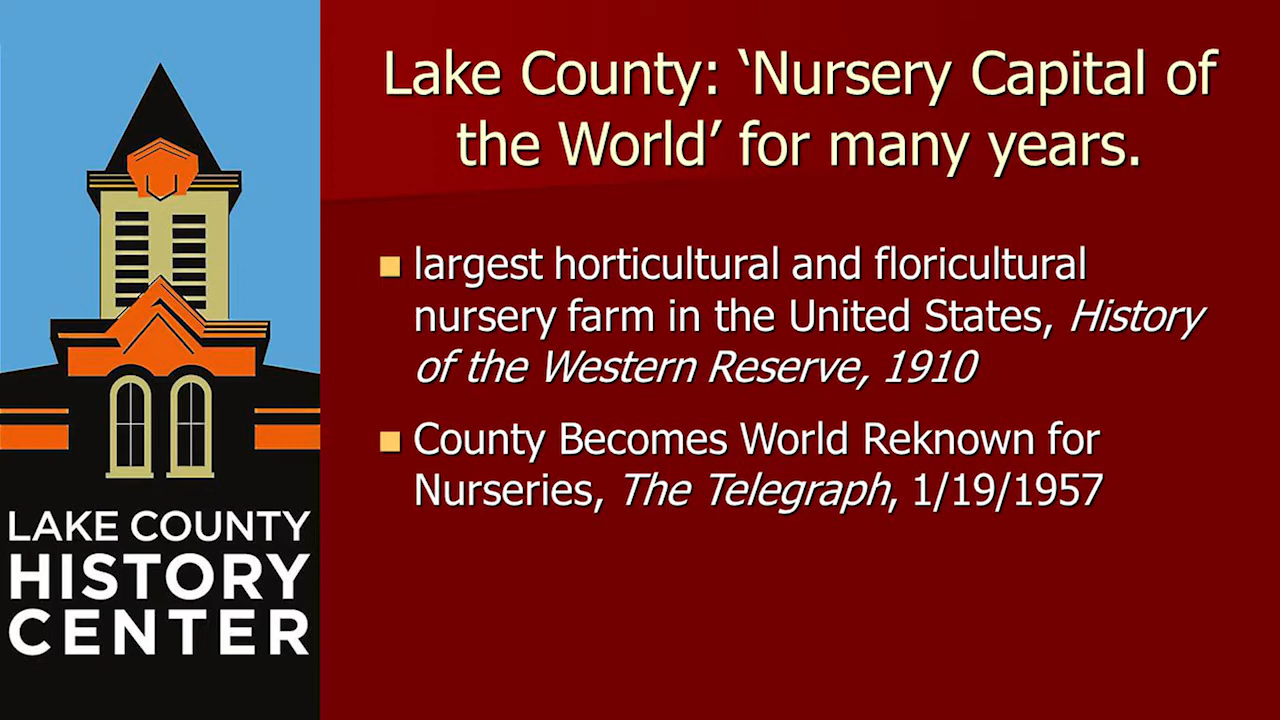 LAKE COUNTY
HISTORY
CENTER
Lake County: ‘Nursery Capital of
the World’ for many years.
largest horticultural and floricultural
nursery farm in the United States, History
of the Western Reserve, 1910
County Becomes World Reknown for
Nurseries, The Telegraph, 1/19/1957